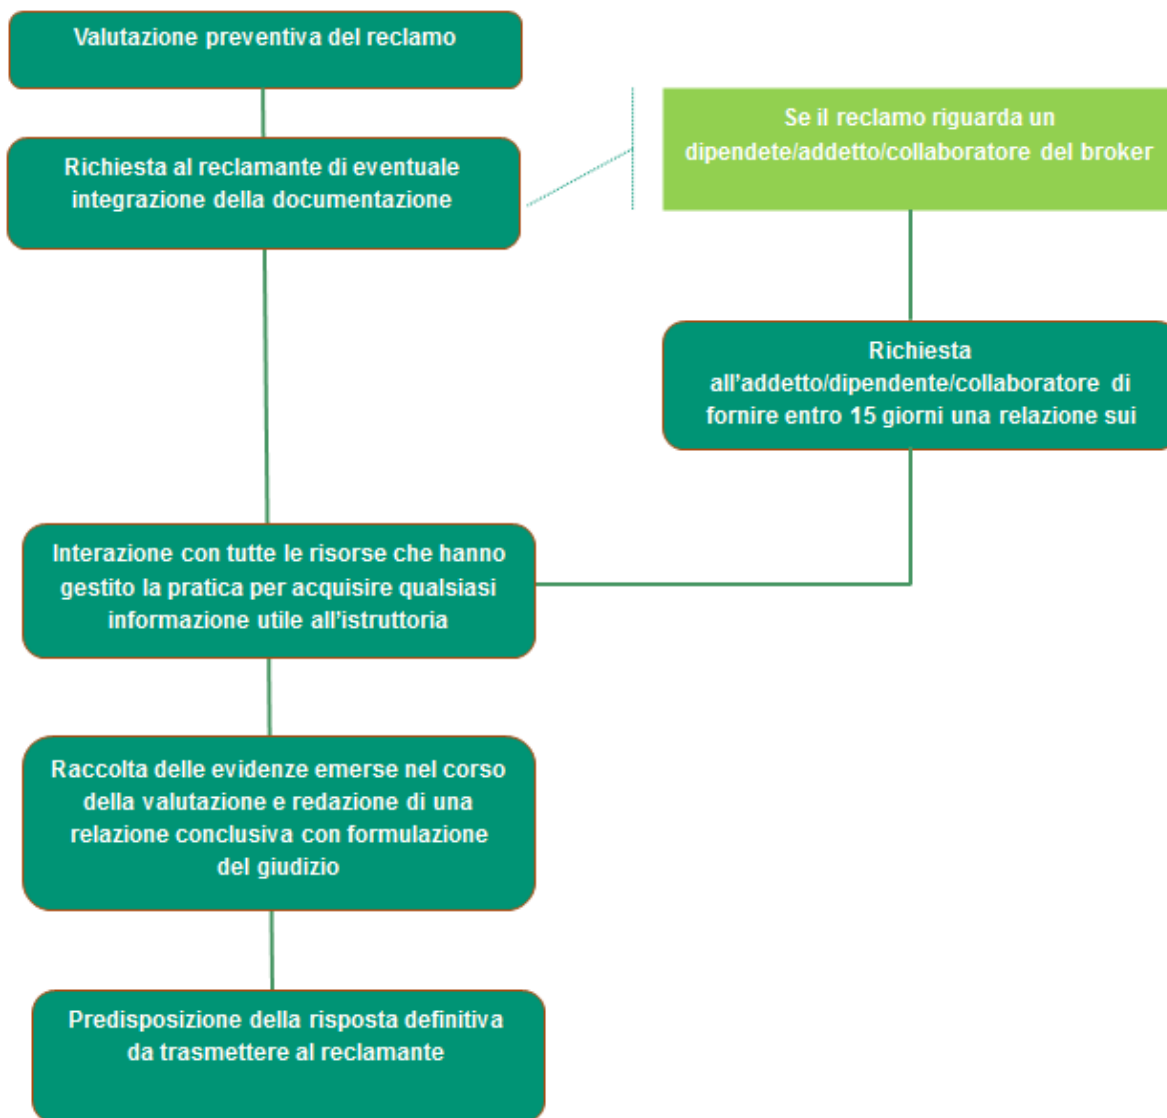 Valutazione preventiva del reclamo
Richiesta al reclamante di eventuale
integrazione della documentazione
Se il reclamo riguarda un
dipendete/addetto/collaboratore del broker
Richiesta
all'addetto/dipendente/collaboratore di
fornire entro 15 giorni una relazione sui
Interazione con tutte le risorse che hanno
gestito la pratica per acquisire qualsiasi
informazione utile all'istruttoria
Raccolta delle evidenze emerse nel corso
della valutazione e redazione di una
relazione conclusiva con formulazione
del giudizio
Predisposizione della risposta definitiva
da trasmettere al reclamante